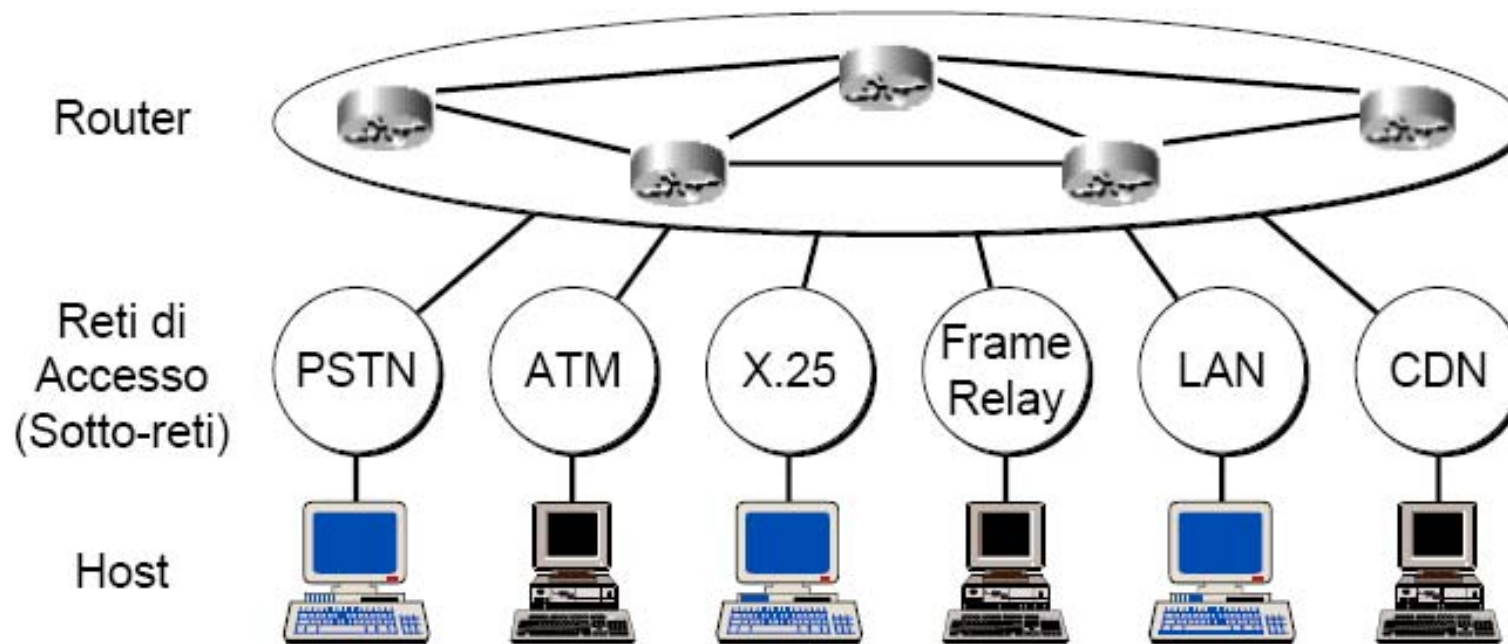 Router
Reti di
Accesso
(Sotto-reti)
PSTN
ATM
X.25
Frame
Relay
LAN
CDN
Host